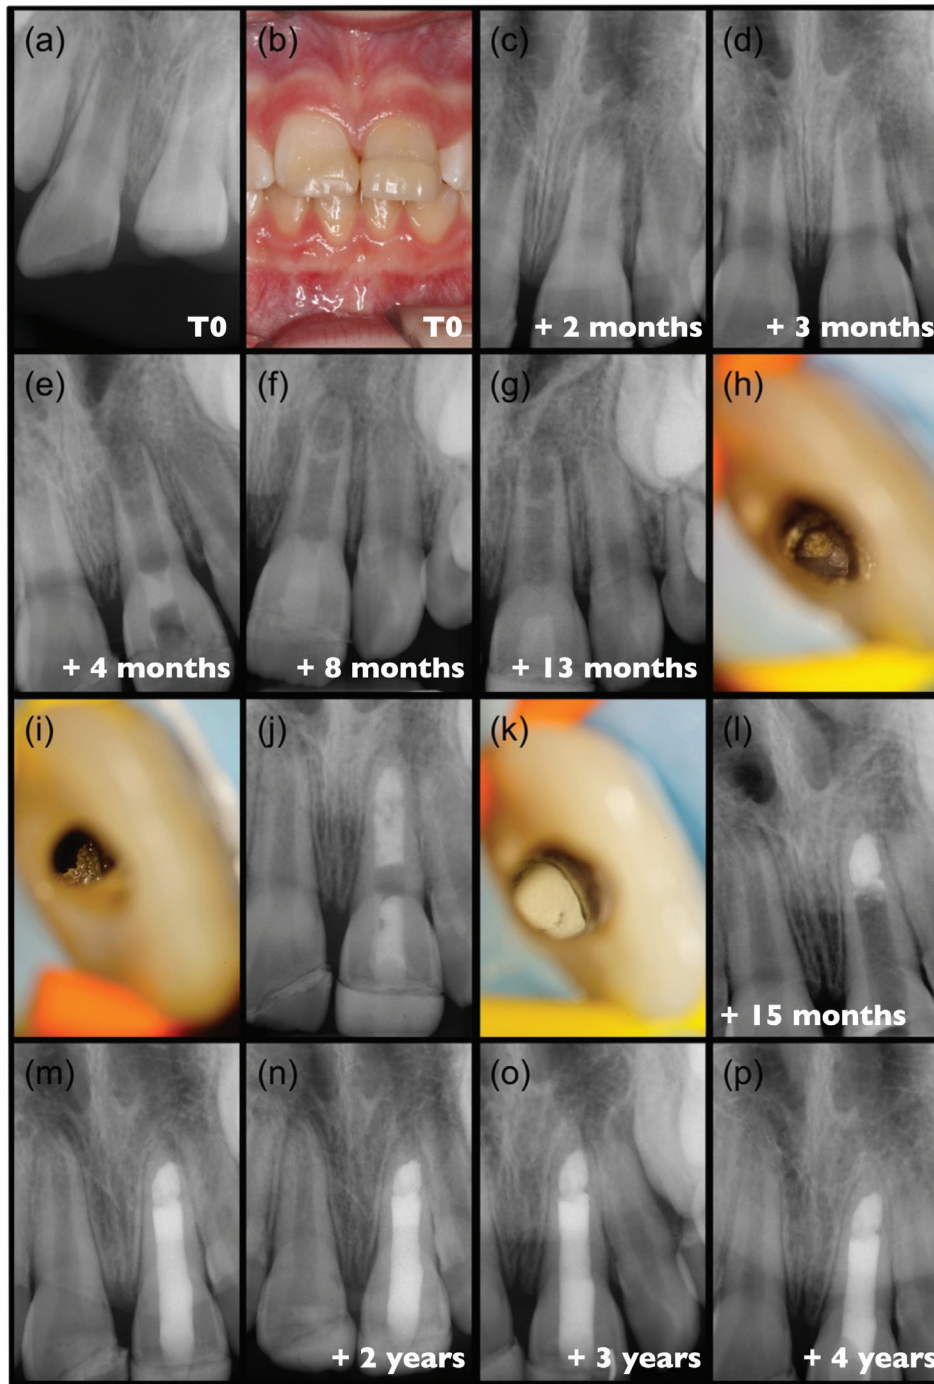 (a)
T0
(b)
T0
(c)
+ 2 months
(d)
+ 3 months
(e)
+ 4 months
(f)
+ 8 months
(g)
+ 13 months
(h)
(i)
(j)
(k)
(l)
+ 15 months
(m)
(n)
+ 2 years
(o)
+ 3 years
(p)
+ 4 years